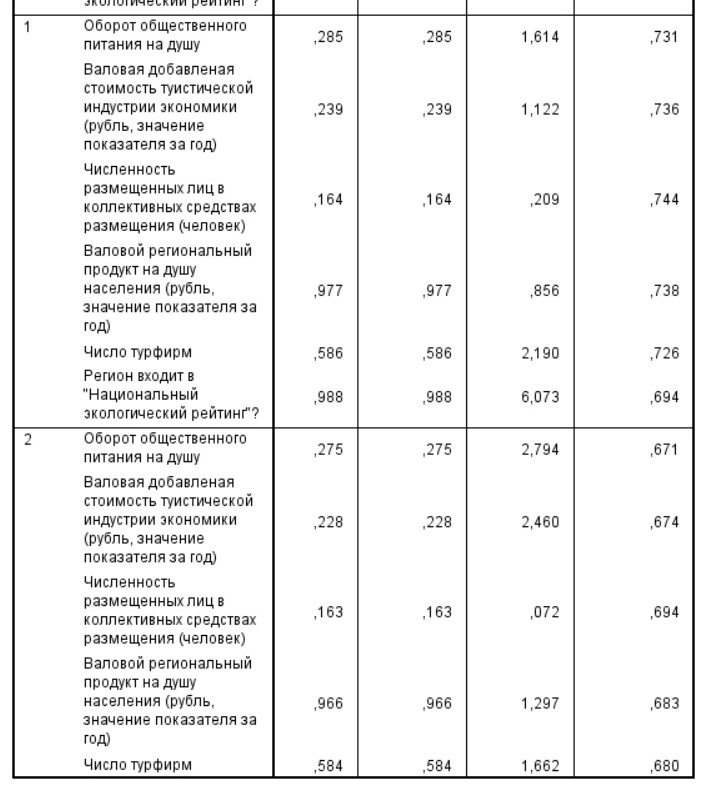 экологический рейтинг"?
1 Оборот общественного
питания на душу ,285 ,285 1,614 ,731
Валовая добавленая
стоимость туистической
индустрии экономики
(рубль, значение
показателя за год) ,239 ,239 1,122 ,736
Численность
размещенных лиц в
коллективных средствах
размещения (человек) ,164 ,164 ,209 ,744
Валовой региональный
продукт на душу
населения (рубль,
значение показателя за
год) ,977 ,977 ,856 ,738
Число турфирм ,586 ,586 2,190 ,726
Регион входит в
"Национальный
экологический рейтинг"? ,988 ,988 6,073 ,694
2 Оборот общественного
питания на душу ,275 ,275 2,794 ,671
Валовая добавленая
стоимость туистической
индустрии экономики
(рубль, значение
показателя за год) ,228 ,228 2,460 ,674
Численность
размещенных лиц в
коллективных средствах
размещения (человек) ,163 ,163 ,072 ,694
Валовой региональный
продукт на душу
населения (рубль,
значение показателя за
год) ,966 ,966 1,297 ,683
Число турфирм ,584 ,584 1,662 ,680